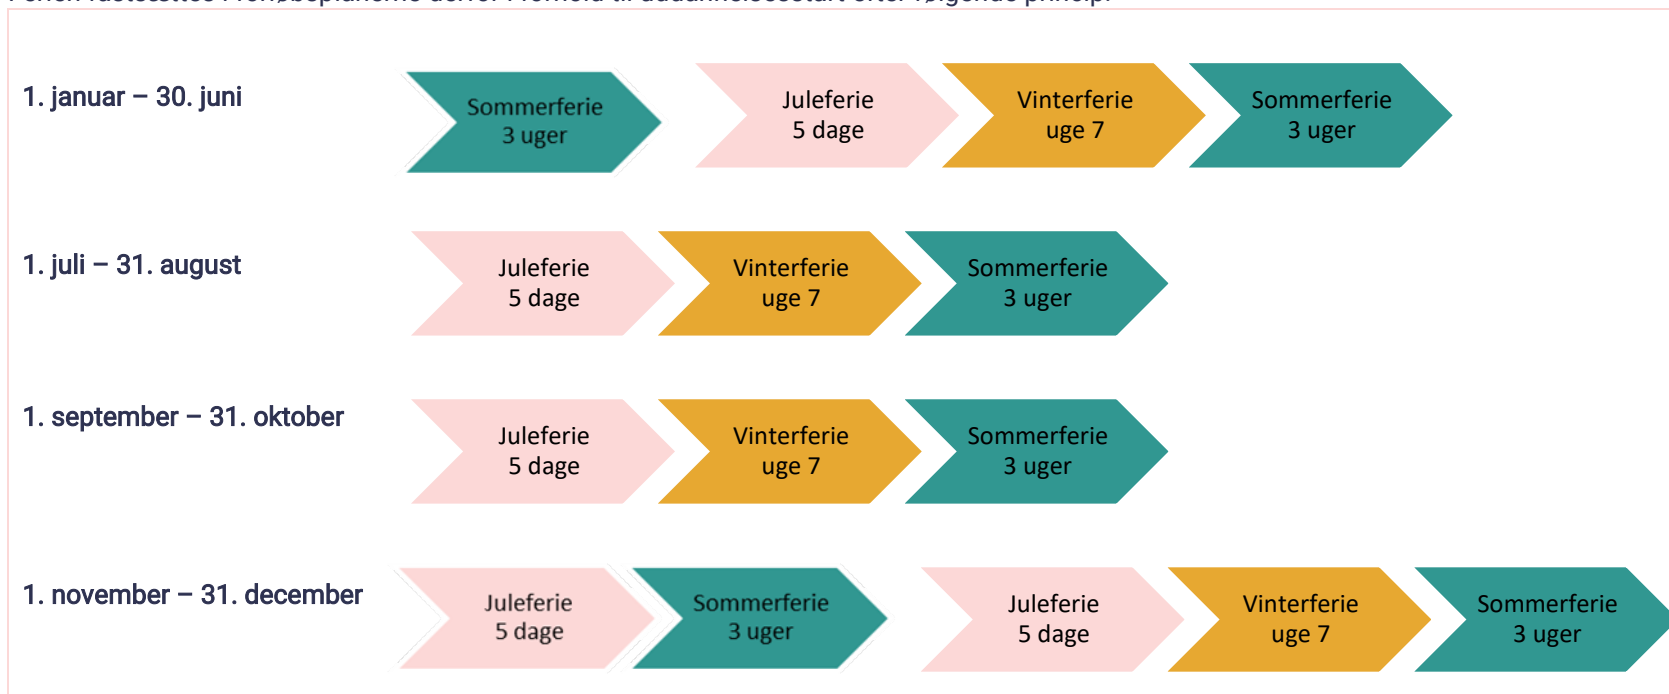 1. januar – 30. juni
Sommerferie
3 uger
Juleferie
5 dage
Vinterferie
uge 7
Sommerferie
3 uger
1. juli – 31. august
Juleferie
5 dage
Vinterferie
uge 7
Sommerferie
3 uger
1. september – 31. oktober
Juleferie
5 dage
Vinterferie
uge 7
Sommerferie
3 uger
1. november – 31. december
Juleferie
5 dage
Sommerferie
3 uger
Juleferie
5 dage
Vinterferie
uge 7
Sommerferie
3 uger